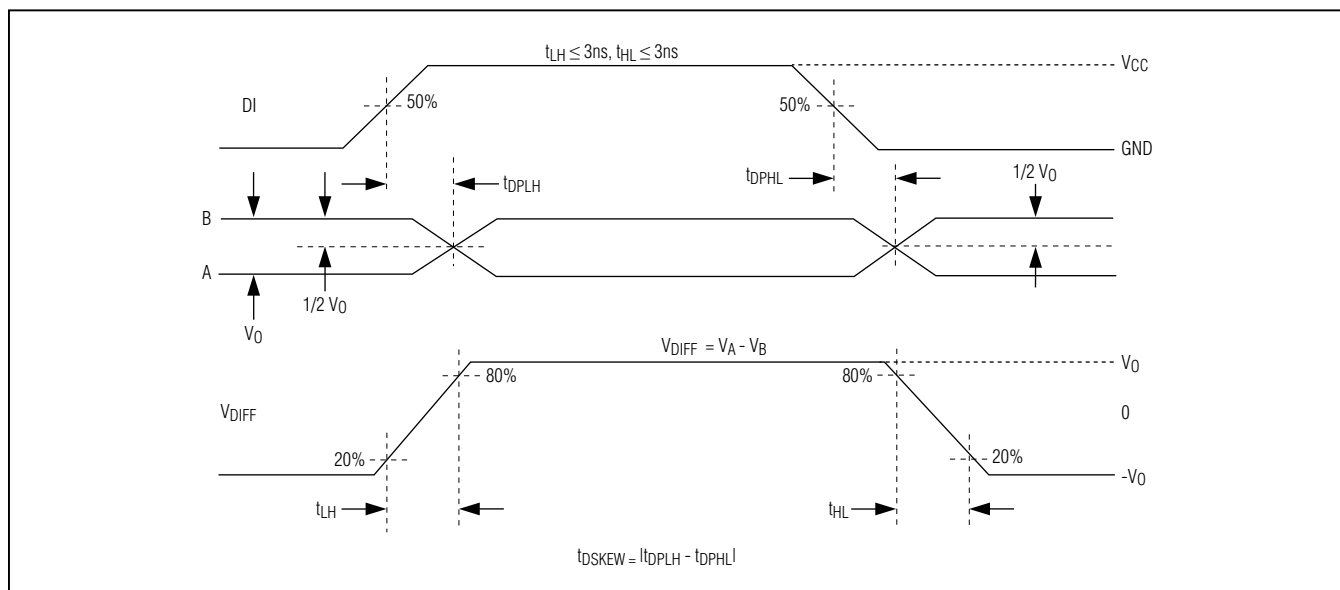 tLH ≤ 3ns, tHL ≤ 3ns
VCC
DI
50%
50%
GND
tDPLH
tDPHL
1/2 VO
B
A
1/2 VO
VO
VDIFF = VA - VB
VO
80%
80%
VDIFF
0
20%
20%
-VO
tLH
tHL
tDSKEW = |tDPLH - tDPHL|